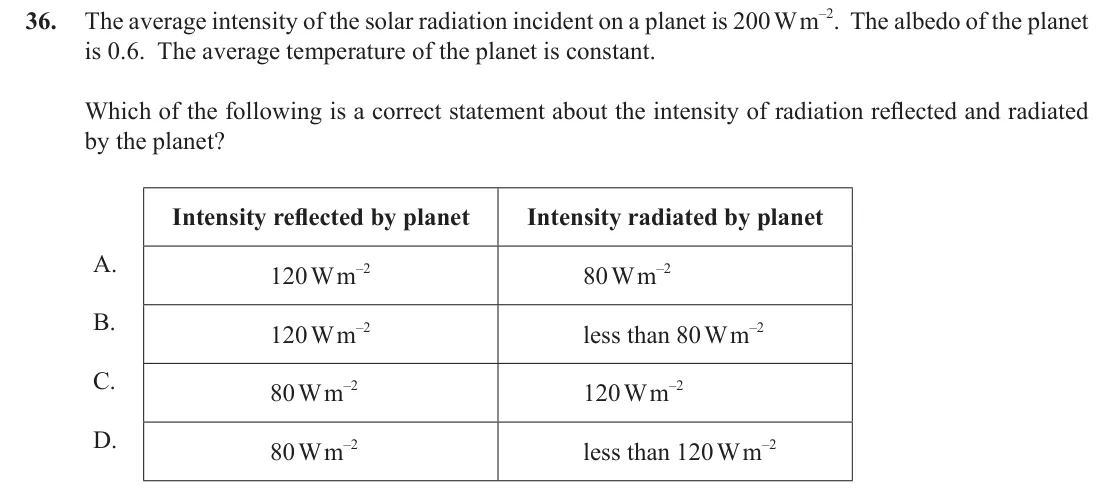 36. The average intensity of the solar radiation incident on a planet is 200 W m⁻². The albedo of the planet
is 0.6. The average temperature of the planet is constant.
Which of the following is a correct statement about the intensity of radiation reflected and radiated
by the planet?
Intensity reflected by planet Intensity radiated by planet
A. 120 W m⁻² 80 W m⁻²
B. 120 W m⁻² less than 80 W m⁻²
C. 80 W m⁻² 120 W m⁻²
D. 80 W m⁻² less than 120 W m⁻²